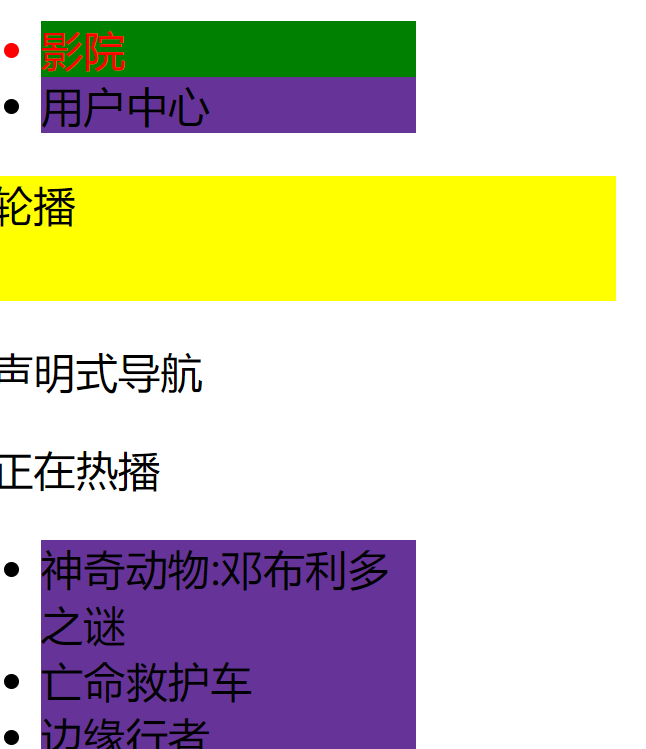 影院
用户中心
轮播
声明式导航
正在热播
神奇动物:邓布利多
之谜
亡命救护车
边缘行者